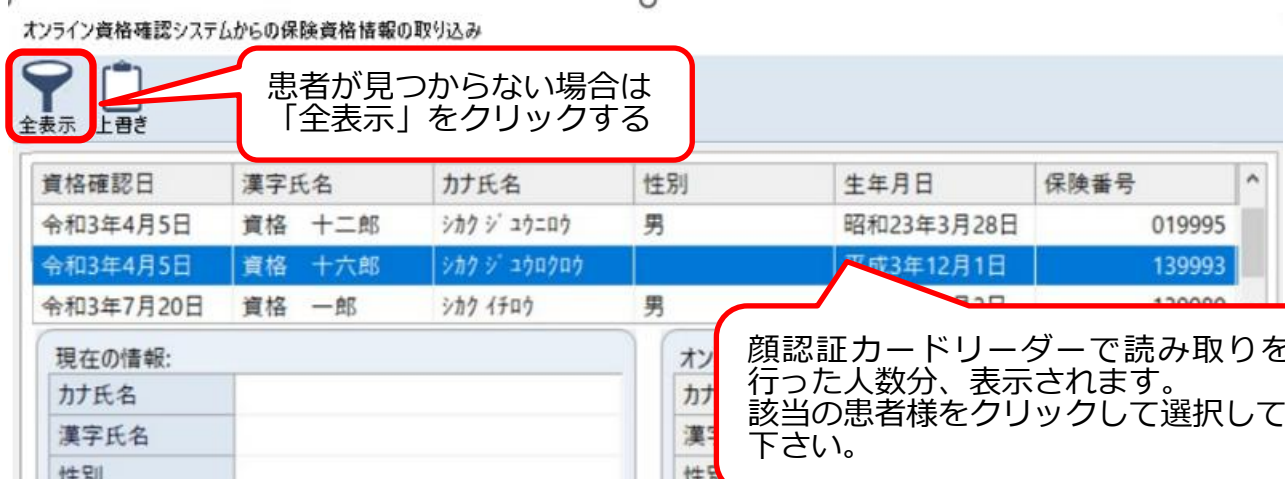 オンライン資格確認システムからの保険資格情報の取り込み
患者が見つからない場合は
「全表示」をクリックする
全表示 上書き
資格確認日 漢字氏名 カナ氏名 性別 生年月日 保険番号
令和3年4月5日 資格 十二郎 ｼｶｸ ｼﾞｭｳﾆﾛｳ 男 昭和23年3月28日 019995
令和3年4月5日 資格 十六郎 ｼｶｸ ｼﾞｭｳﾛｸﾛｳ 平成3年12月1日 139993
令和3年7月20日 資格 一郎 ｼｶｸ ｲﾁﾛｳ 男
顔認証カードリーダーで読み取りを
行った人数分、表示されます。
該当の患者様をクリックして選択して
下さい。
現在の情報:
カナ氏名
漢字氏名
性別
オン
カナ
漢
性別